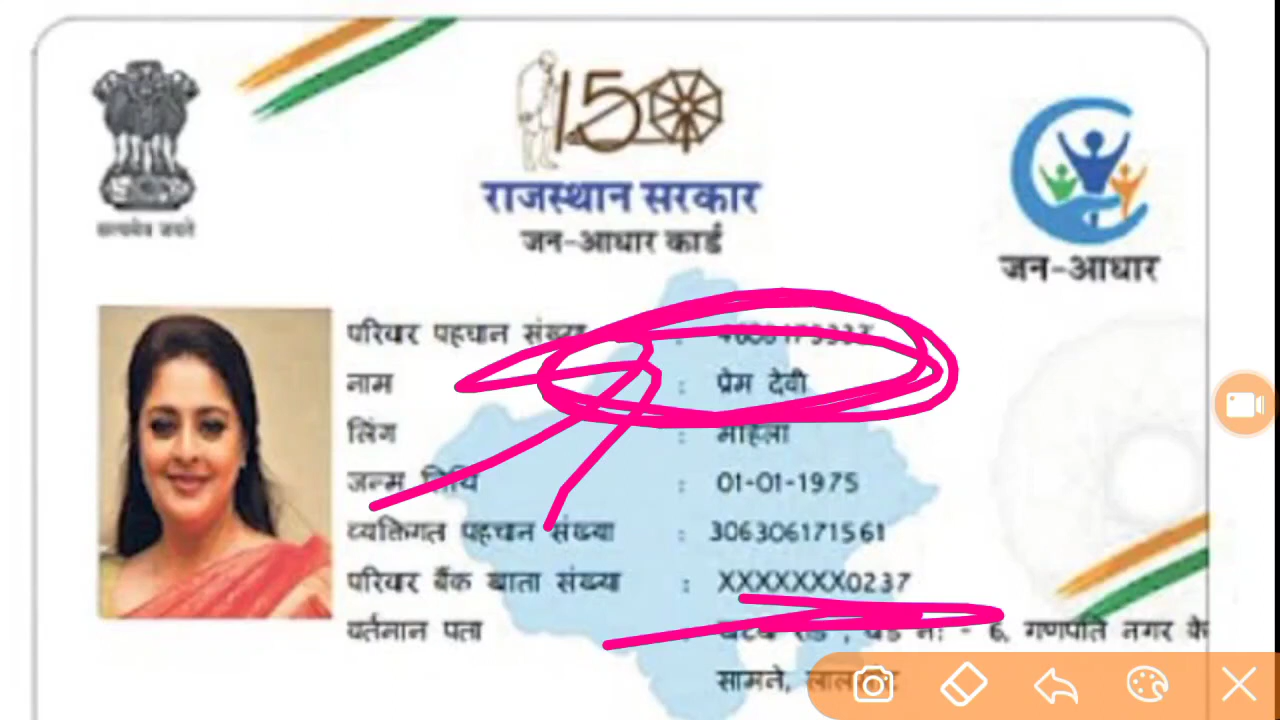 सत्यमेव जयते
150
राजस्थान सरकार
जन-आधार कार्ड
जन-आधार
परिवार पहचान संख्या :
नाम : प्रेम देवी
लिंग : महिला
जन्म तिथि : 01-01-1975
व्यक्तिगत पहचान संख्या : 306306171561
परिवार बैंक खाता संख्या : XXXXXXX0237
वर्तमान पता : रोड , वार्ड नः - 6, गणपति नगर के
सामने,